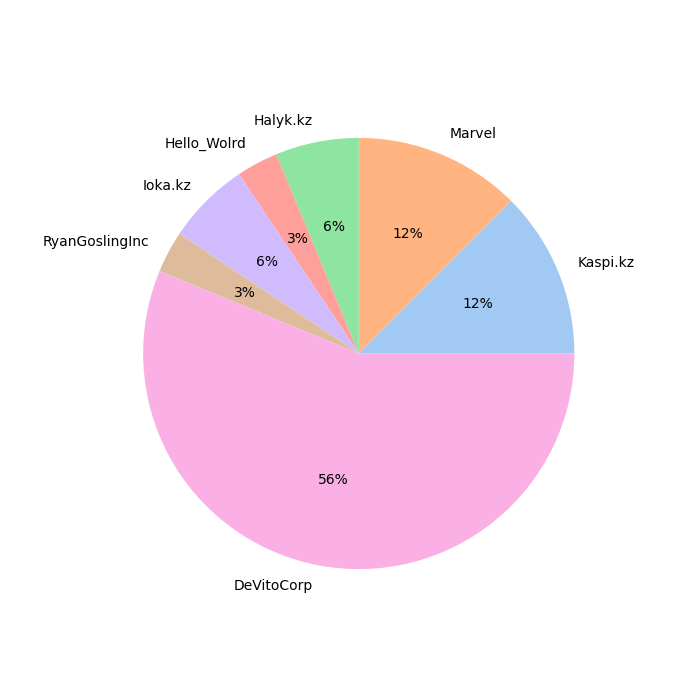 Halyk.kz
Marvel
Hello_Wolrd
Ioka.kz
6%
12%
3%
RyanGoslingInc
6%
Kaspi.kz
3%
12%
56%
DeVitoCorp